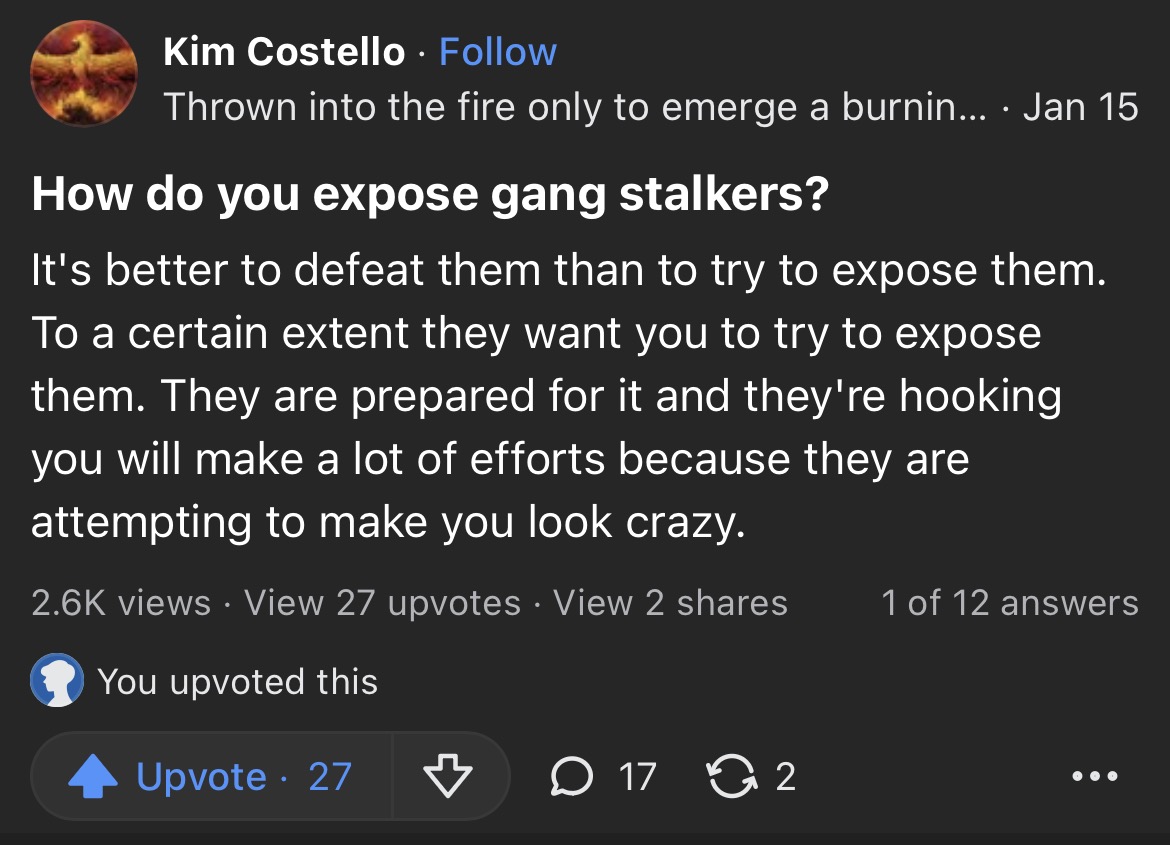 Kim Costello · Follow
Thrown into the fire only to emerge a burnin... · Jan 15
How do you expose gang stalkers?
It's better to defeat them than to try to expose them.
To a certain extent they want you to try to expose
them. They are prepared for it and they're hooking
you will make a lot of efforts because they are
attempting to make you look crazy.
2.6K views · View 27 upvotes · View 2 shares 1 of 12 answers
You upvoted this
Upvote · 27 17 2